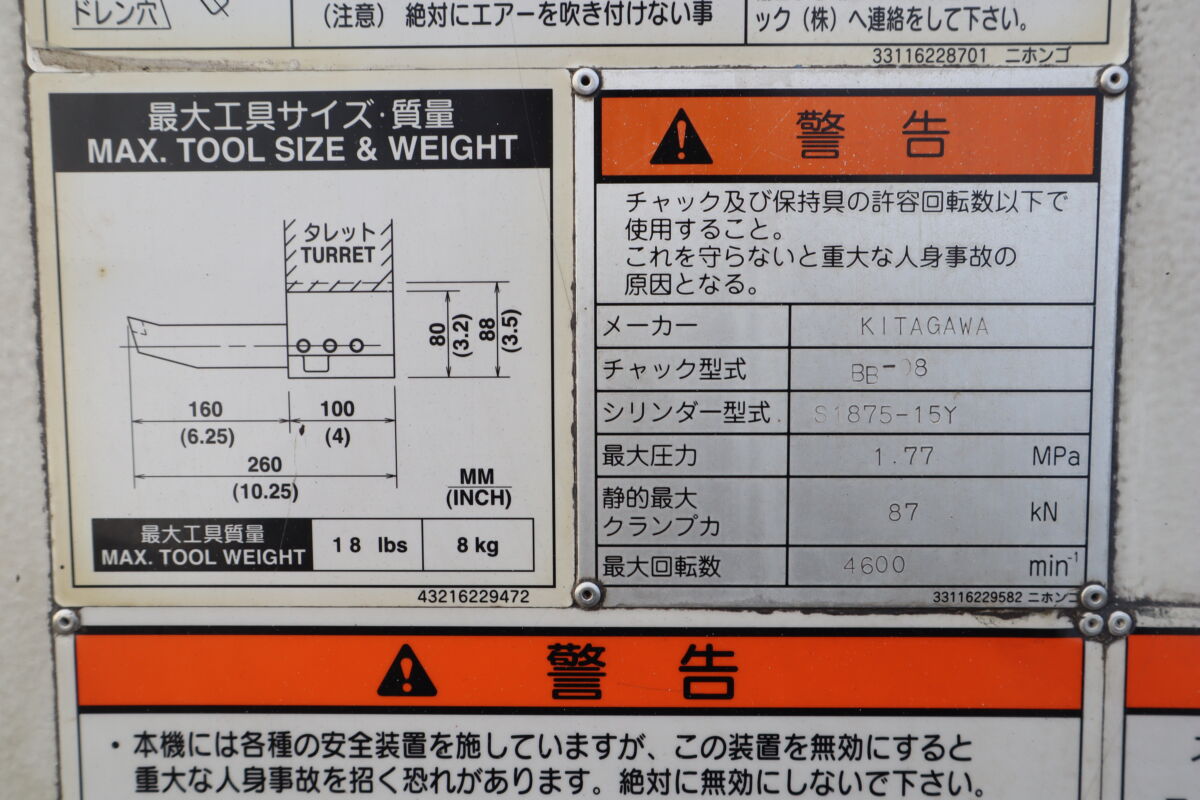 ドレン穴
(注意) 絶対にエアーを吹き付けない事
ック (株) へ連絡をして下さい。
33116228701 ニホンゴ
最大工具サイズ・質量
MAX. TOOL SIZE & WEIGHT
タレット
TURRET
80
(3.2)
88
(3.5)
160
(6.25)
100
(4)
260
(10.25)
MM
(INCH)
最大工具質量
MAX. TOOL WEIGHT
18 lbs
8 kg
43216229472
警告
チャック及び保持具の許容回転数以下で
使用すること。
これを守らないと重大な人身事故の
原因となる。
メーカー KITAGAWA
チャック型式 BB-08
シリンダー型式 S1875-15Y
最大圧力 1.77 MPa
静的最大
クランプ力 87 kN
最大回転数 4600 min-1
33116229582 ニホンゴ
警告
・本機には各種の安全装置を施していますが、この装置を無効にすると
重大な人身事故を招く恐れがあります。絶対に無効にしないで下さい。